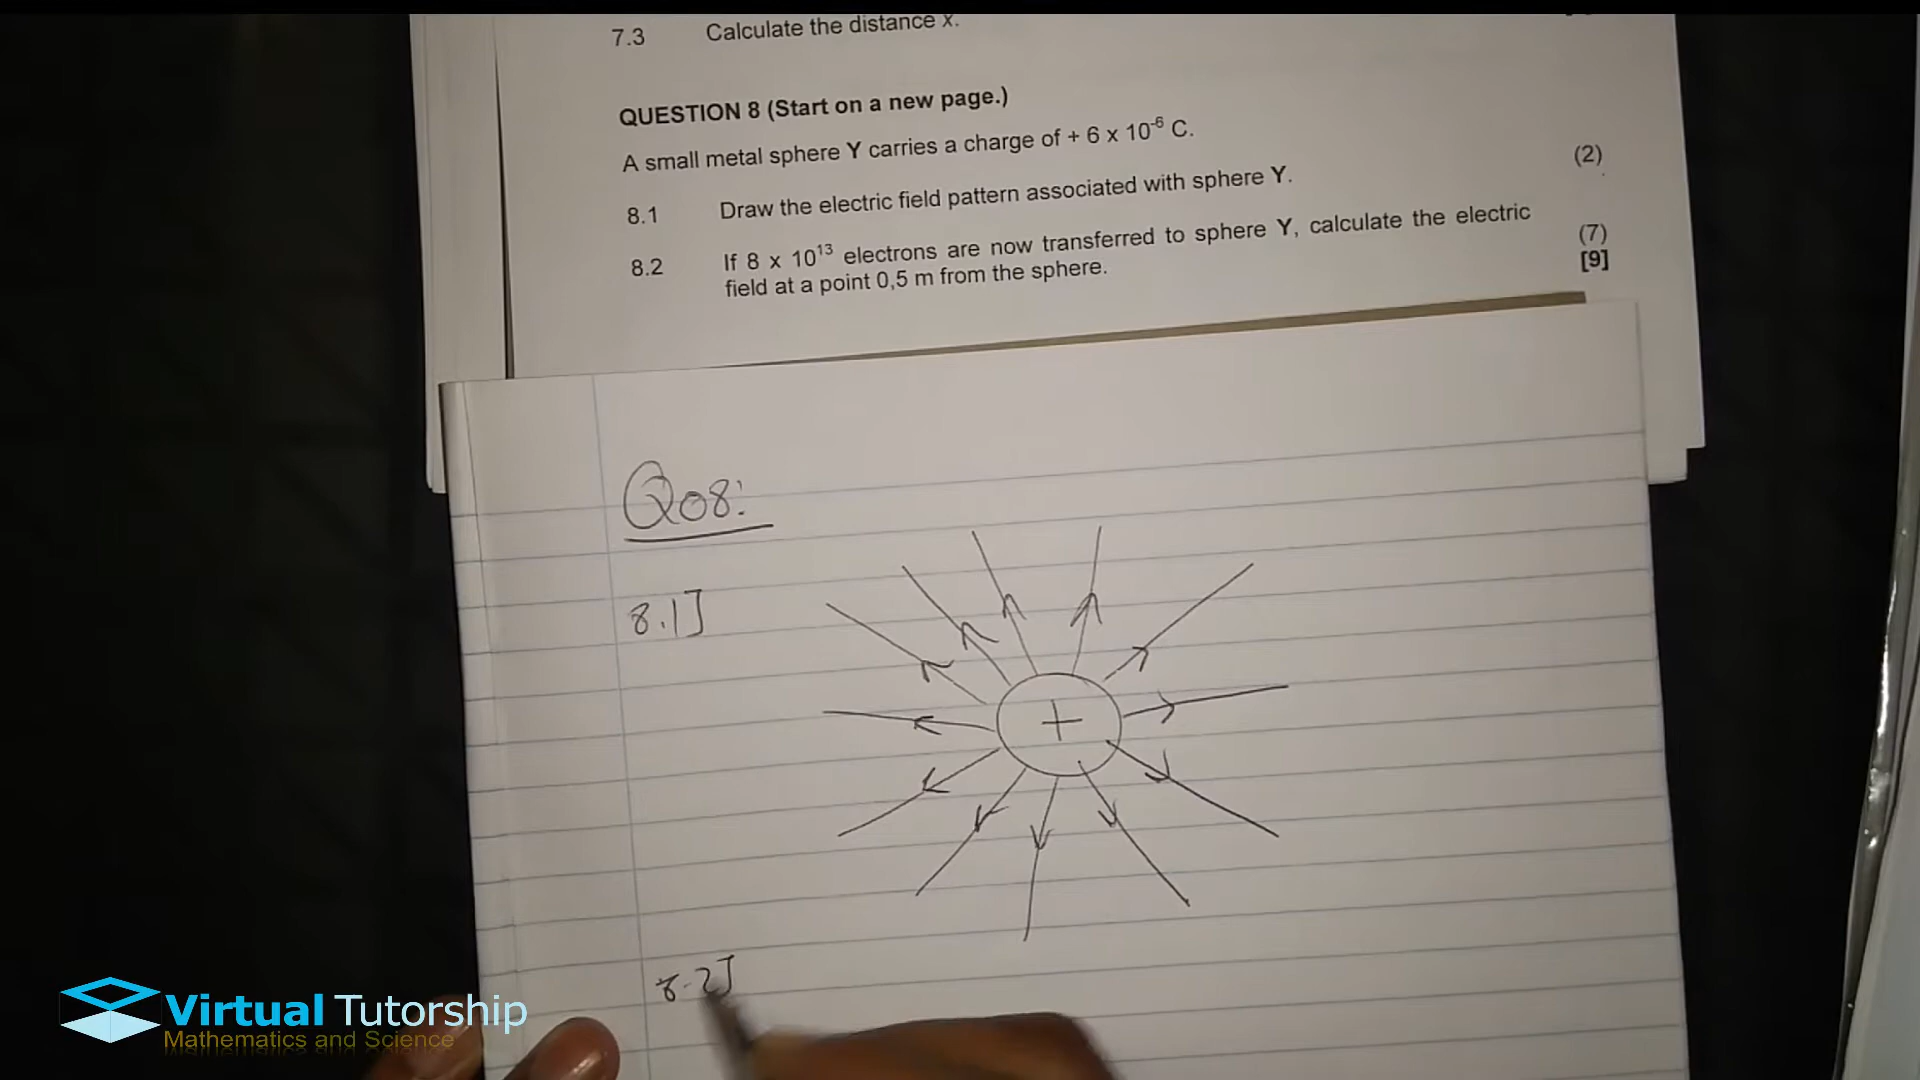 7.3 Calculate the distance x.
QUESTION 8 (Start on a new page.)
A small metal sphere Y carries a charge of + 6 x 10⁻⁶ C.
8.1 Draw the electric field pattern associated with sphere Y. (2)
8.2 If 8 x 10¹³ electrons are now transferred to sphere Y, calculate the electric
field at a point 0,5 m from the sphere. (7)
[9]
Q08:
8.1]
+
8.2]
Virtual Tutorship
Mathematics and Science